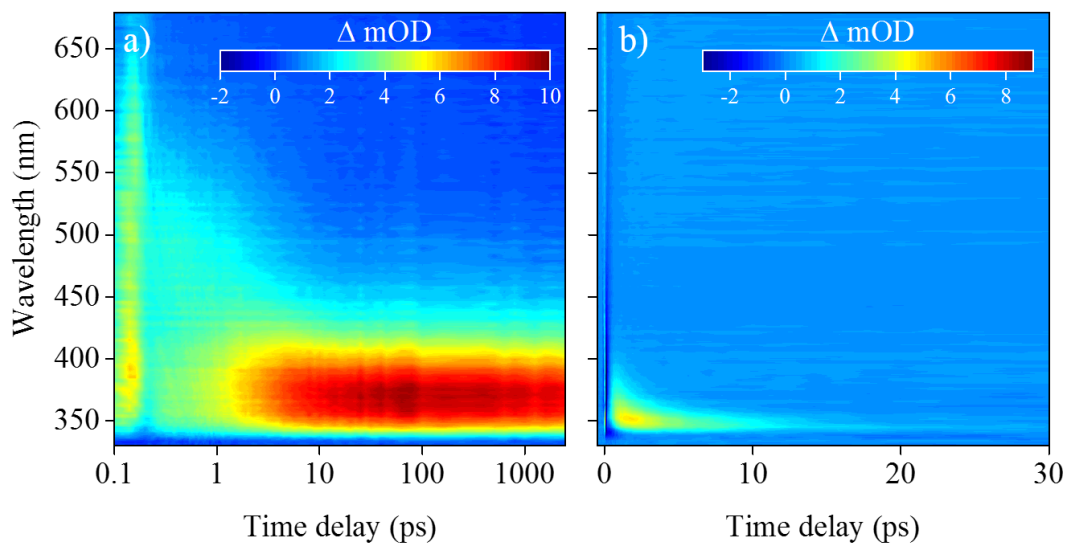 a)
Δ mOD
-2 0 2 4 6 8 10
b)
Δ mOD
-2 0 2 4 6 8
650
600
550
500
450
400
350
Wavelength (nm)
0.1 1 10 100 1000
Time delay (ps)
0 10 20 30
Time delay (ps)